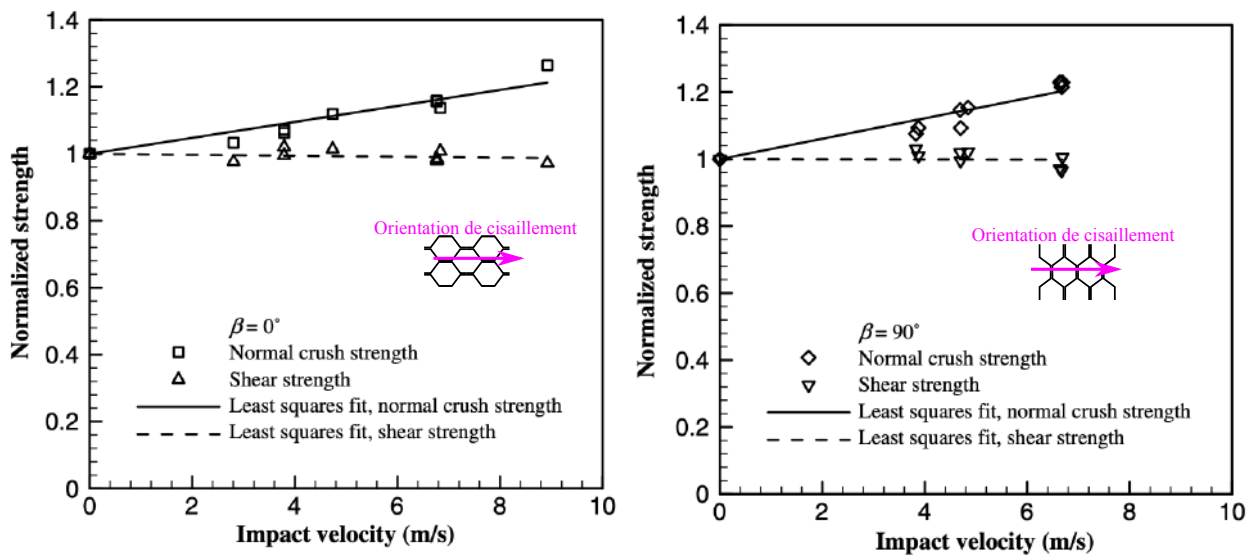 1.4
1.2
1
0.8
0.6
0.4
0.2
0
Normalized strength
Orientation de cisaillement
β = 0°
Normal crush strength
Shear strength
Least squares fit, normal crush strength
Least squares fit, shear strength
0 2 4 6 8 10
Impact velocity (m/s)
1.4
1.2
1
0.8
0.6
0.4
0.2
0
Normalized strength
Orientation de cisaillement
β = 90°
Normal crush strength
Shear strength
Least squares fit, normal crush strength
Least squares fit, shear strength
0 2 4 6 8 10
Impact velocity (m/s)